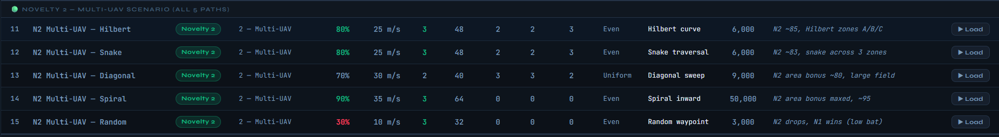 NOVELTY 2 — MULTI-UAV SCENARIO (ALL 5 PATHS)
11 N2 Multi-UAV — Hilbert Novelty 2 2 — Multi-UAV 80% 25 m/s 3 48 2 2 3 Even Hilbert curve 6,000 N2 ~85, Hilbert zones A/B/C ▶ Load
12 N2 Multi-UAV — Snake Novelty 2 2 — Multi-UAV 80% 25 m/s 3 48 2 2 3 Even Snake traversal 6,000 N2 ~83, snake across 3 zones ▶ Load
13 N2 Multi-UAV — Diagonal Novelty 2 2 — Multi-UAV 70% 30 m/s 2 40 3 3 2 Uniform Diagonal sweep 9,000 N2 area bonus ~80, large field ▶ Load
14 N2 Multi-UAV — Spiral Novelty 2 2 — Multi-UAV 90% 35 m/s 3 64 0 0 0 Even Spiral inward 50,000 N2 area bonus maxed, ~95 ▶ Load
15 N2 Multi-UAV — Random Novelty 2 2 — Multi-UAV 30% 10 m/s 3 32 0 0 0 Even Random waypoint 3,000 N2 drops, N1 wins (low bat) ▶ Load